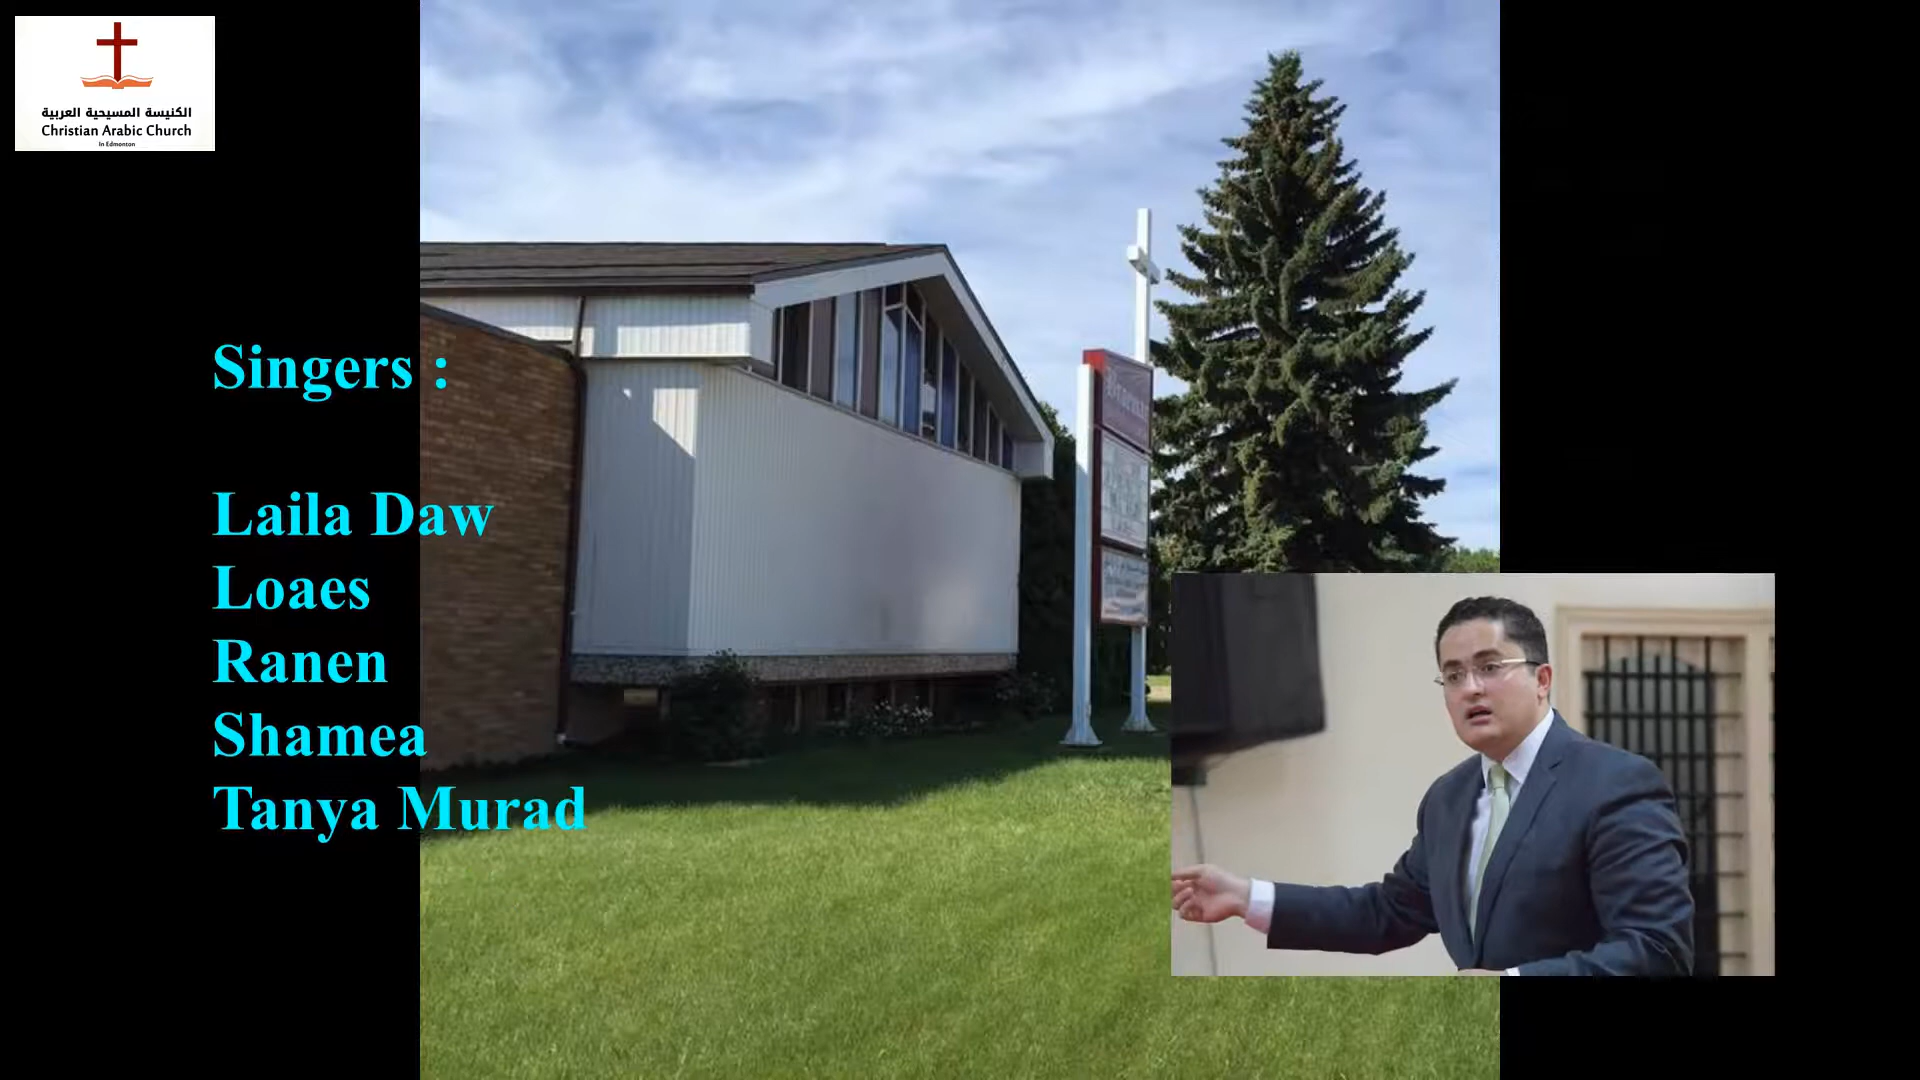 الكنيسة المسيحية العربية
Christian Arabic Church
In Edmonton
Singers :
Laila Daw
Loaes
Ranen
Shamea
Tanya Murad